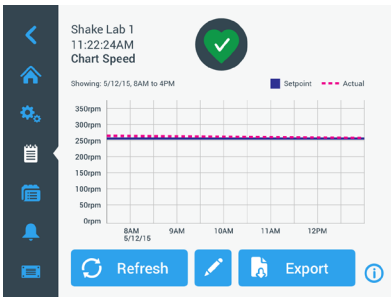 Shake Lab 1
11:22:24AM
Chart Speed
Showing: 5/12/15, 8AM to 4PM
Setpoint Actual
350rpm
300rpm
250rpm
200rpm
150rpm
100rpm
50rpm
0rpm
8AM 9AM 10AM 11AM 12PM
5/12/15
Refresh Export